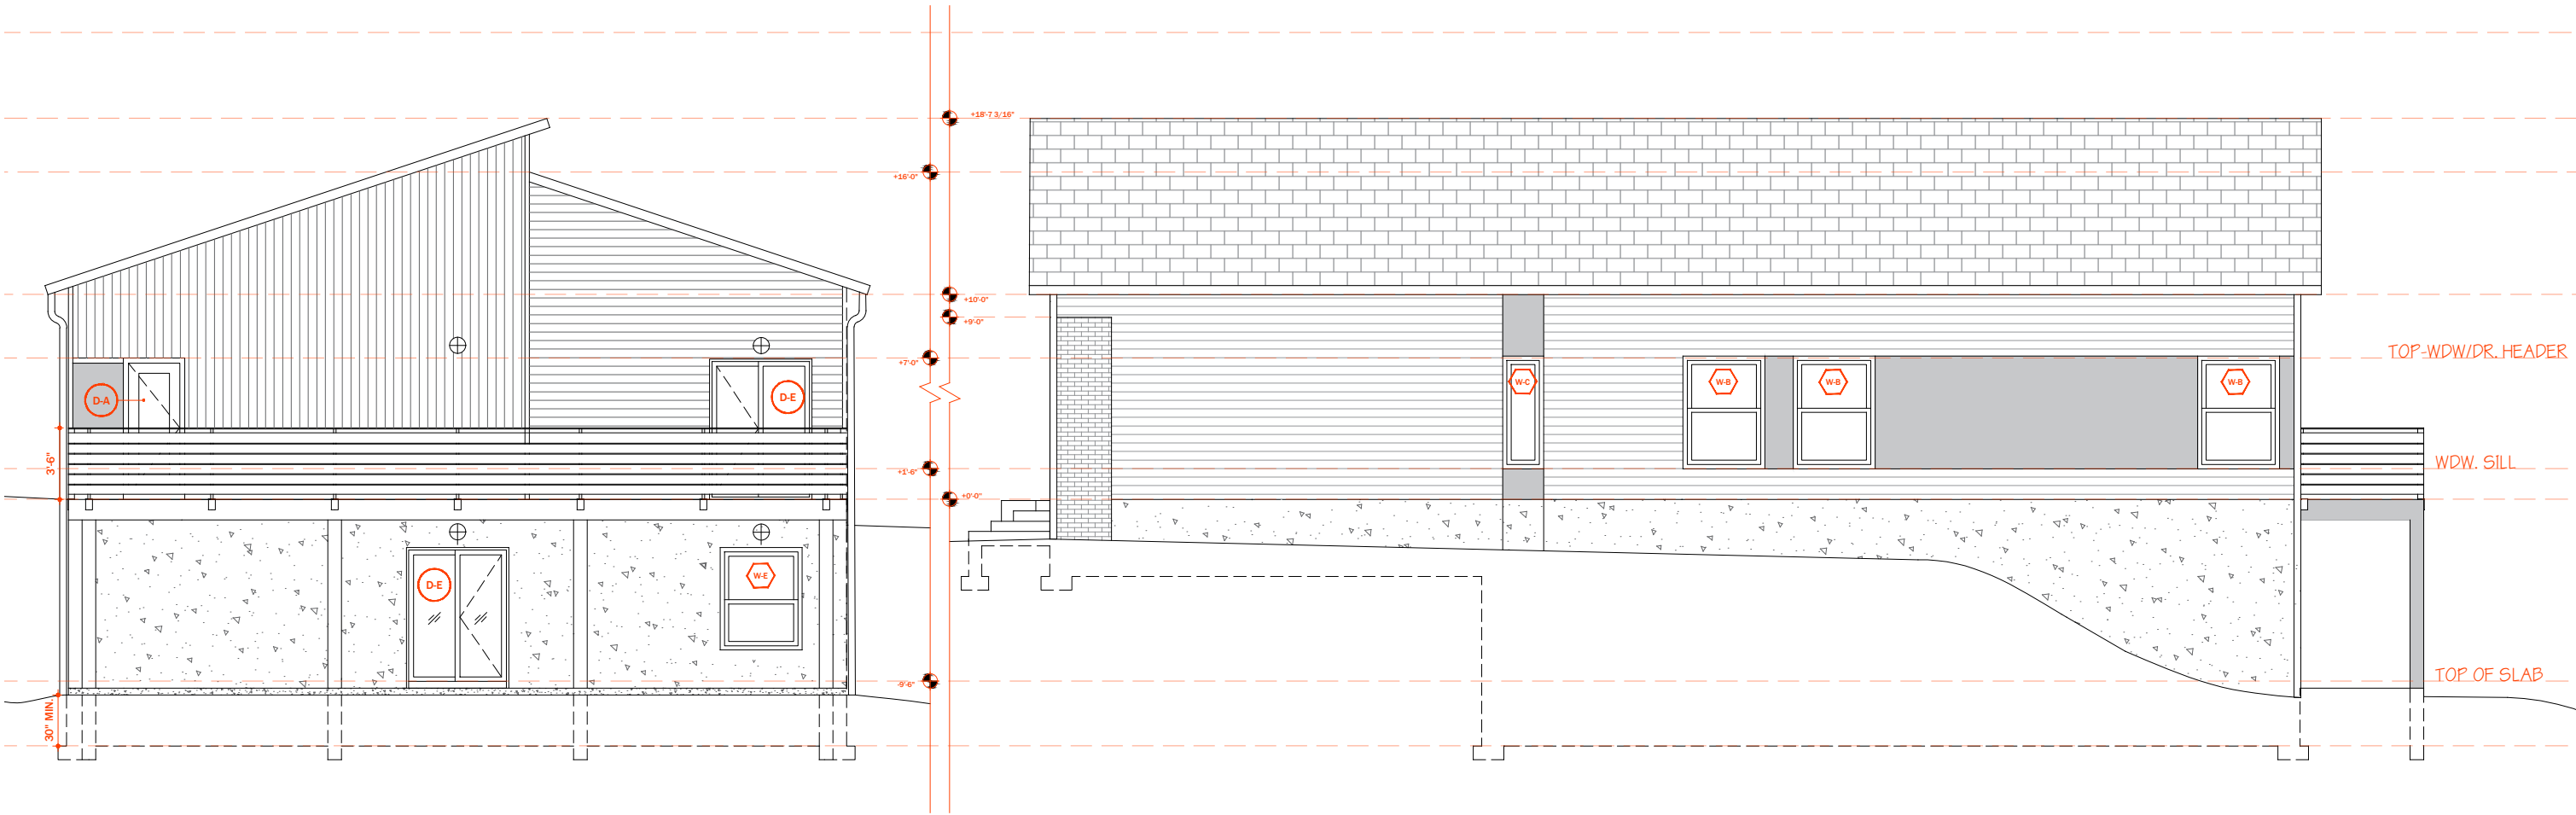 +18'-7 3/16"
+16'-0"
+10'-0"
+9'-0"
+7'-0"
TOP-WDW/DR. HEADER
D-A
D-E
W-C
W-B
W-B
W-B
3'-6"
+1'-6"
WDW. SILL
+0'-0"
D-E
W-E
-9'-6"
TOP OF SLAB
30" MIN.